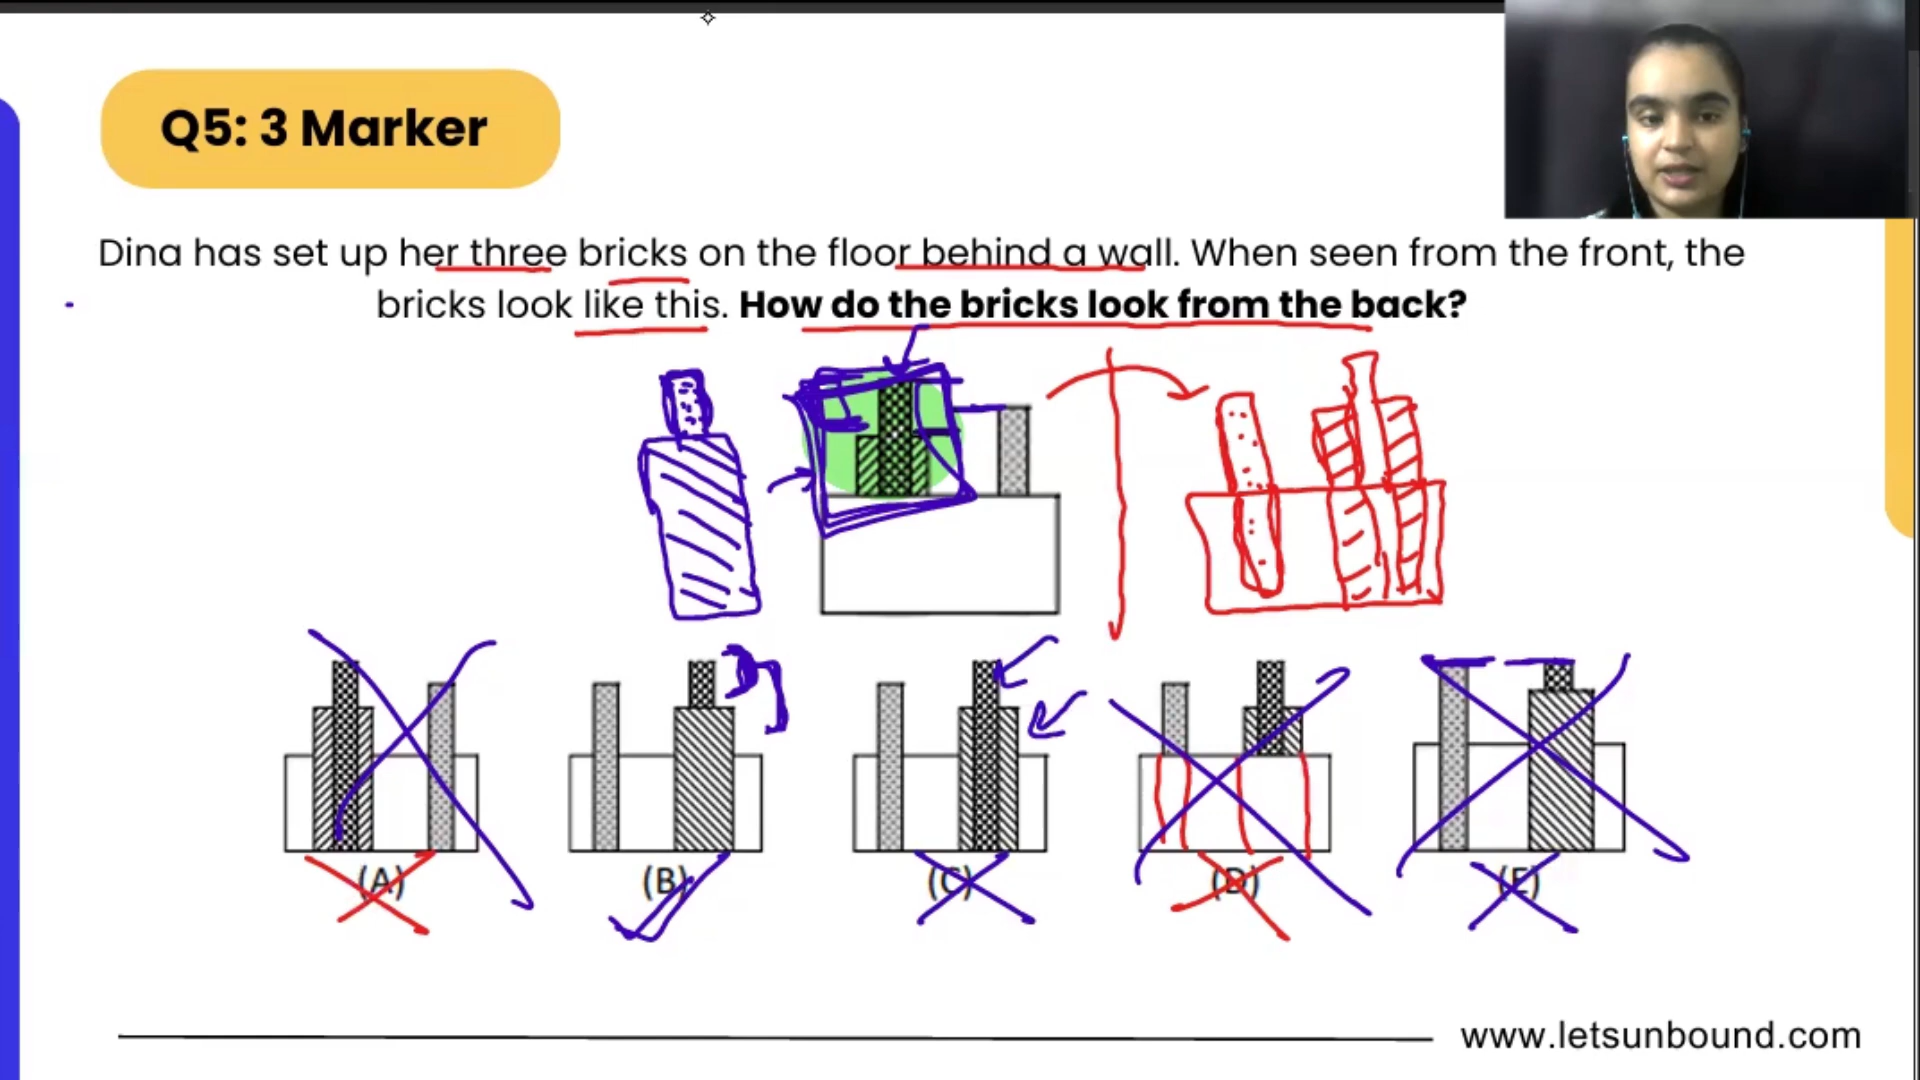 Q5: 3 Marker
Dina has set up her three bricks on the floor behind a wall. When seen from the front, the
bricks look like this. How do the bricks look from the back?
(A) (B) (C) (D) (E)
www.letsunbound.com